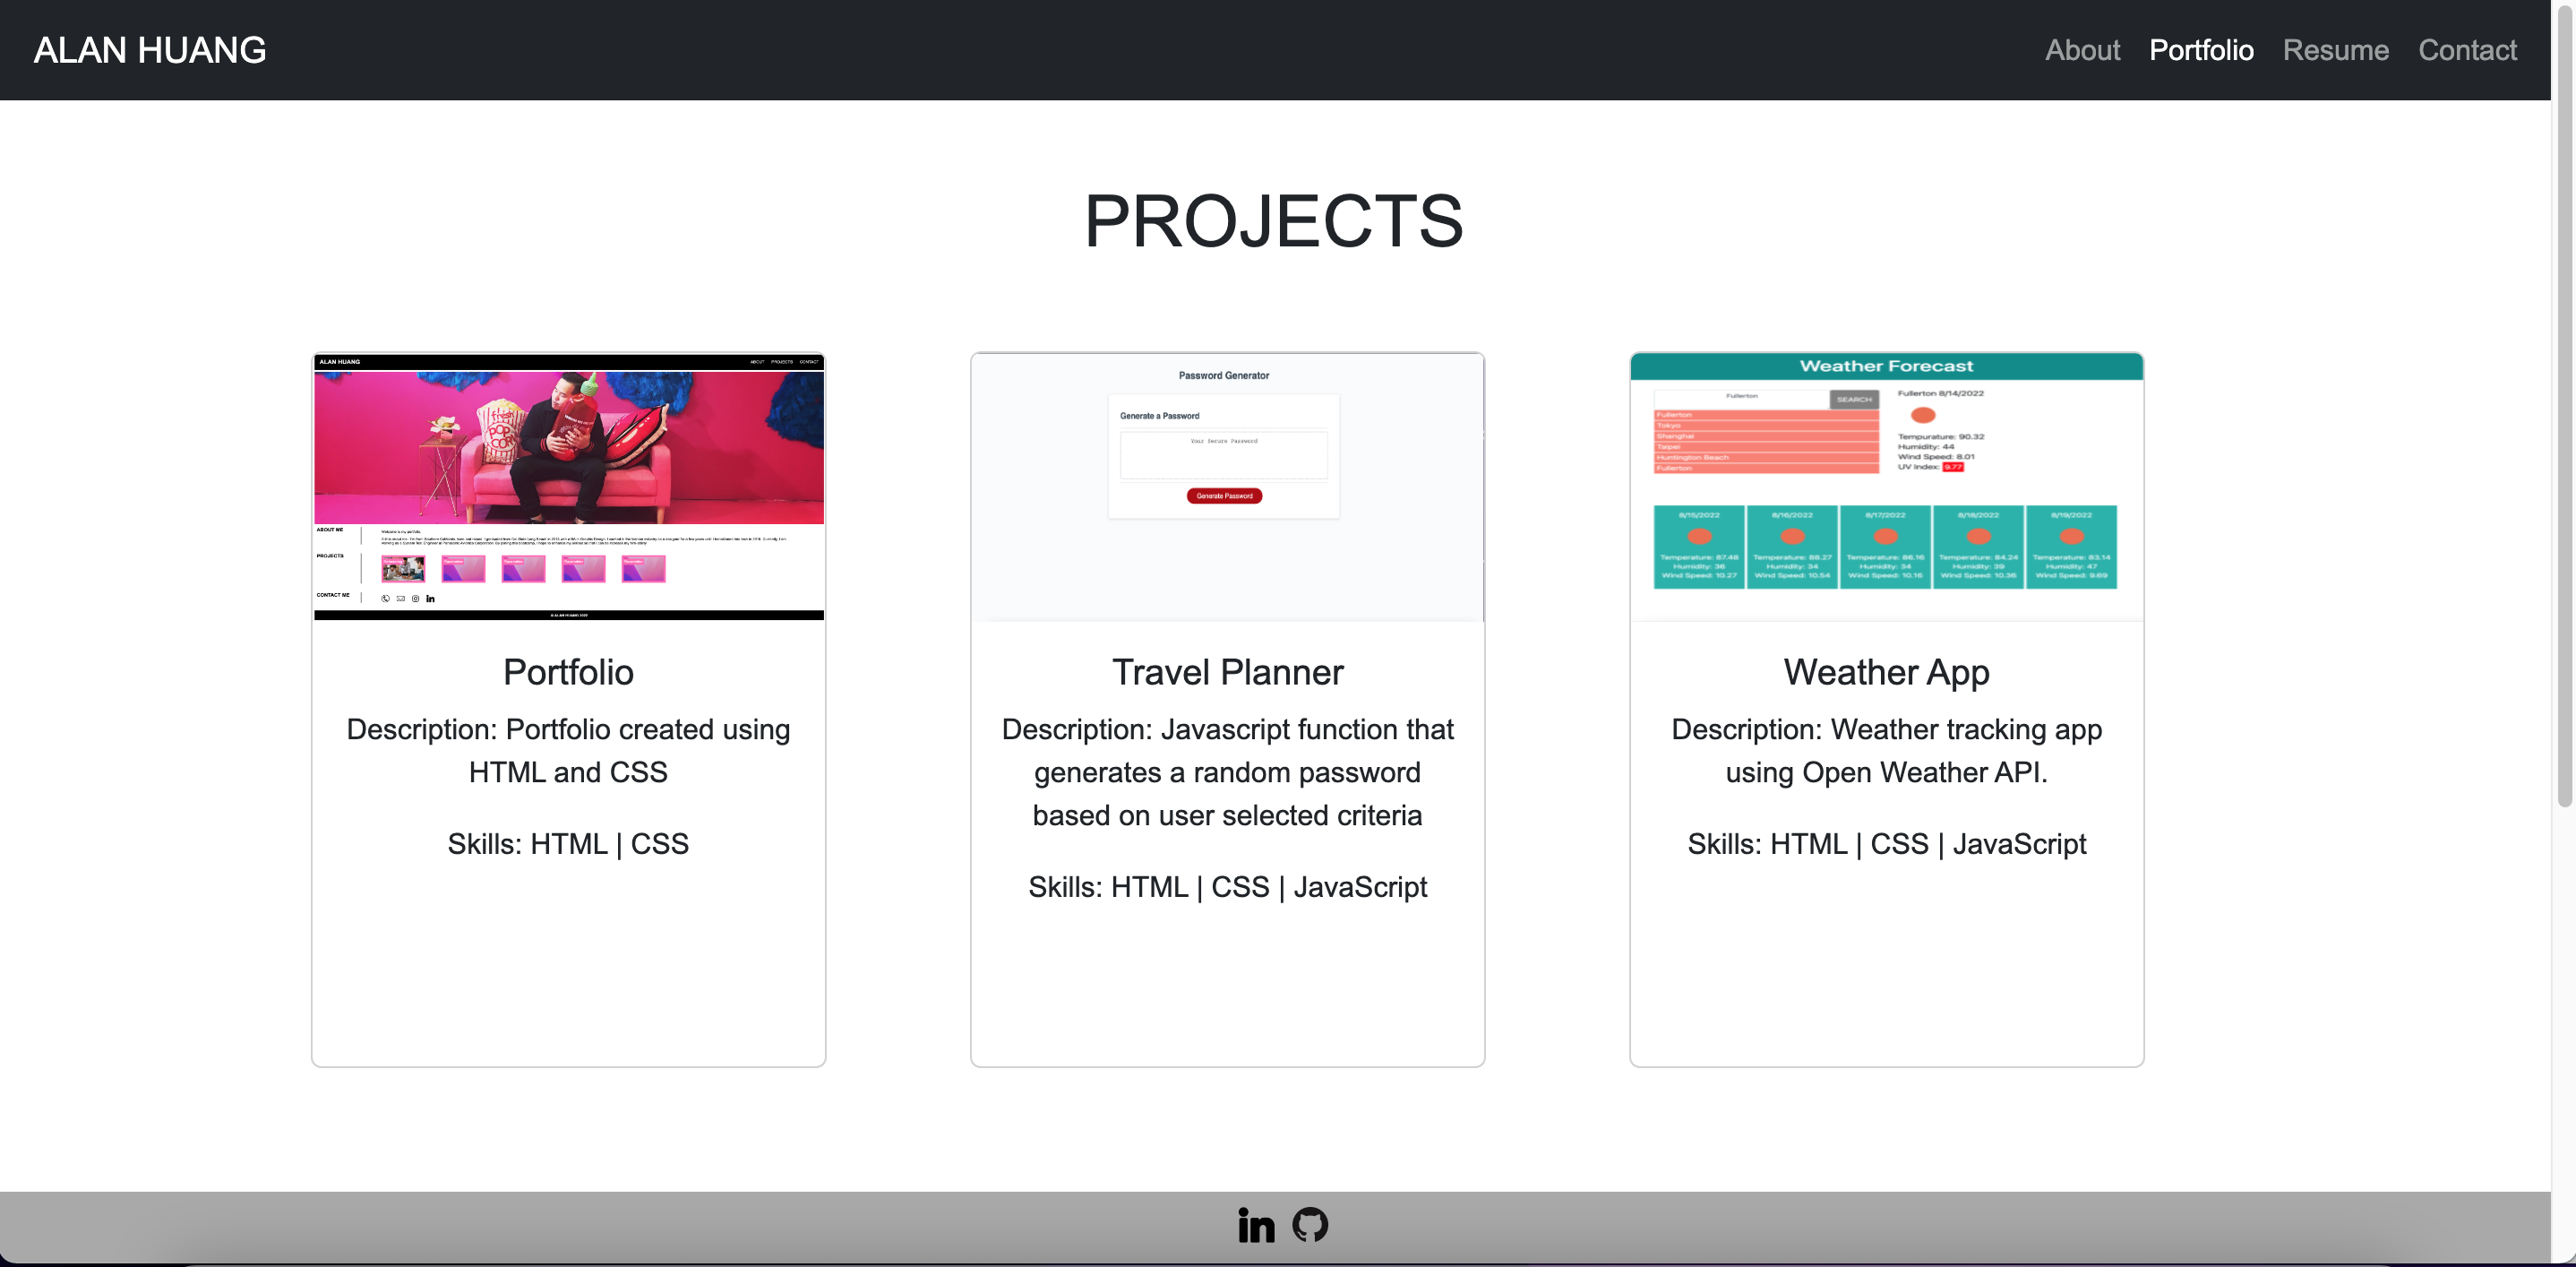 ALAN HUANG
About Portfolio Resume Contact
PROJECTS
ALAN HUANG
ABOUT PROJECTS CONTACT
ABOUT ME
Welcome to my portfolio.
PROJECTS
CONTACT ME
© ALAN HUANG 2022
Portfolio
Description: Portfolio created using
HTML and CSS
Skills: HTML | CSS
Password Generator
Generate a Password
Your Secure Password
Generate Password
Travel Planner
Description: Javascript function that
generates a random password
based on user selected criteria
Skills: HTML | CSS | JavaScript
Weather Forecast
Fullerton
SEARCH
Fullerton
Tokyo
Shanghai
Taipei
Huntington Beach
Fullerton
Fullerton 8/14/2022
Tempurature: 90.32
Humidity: 44
Wind Speed: 8.01
UV Index: 9.77
8/15/2022
Temperature: 87.48
Humidity: 36
Wind Speed: 10.27
8/16/2022
Temperature: 88.27
Humidity: 34
Wind Speed: 10.54
8/17/2022
Temperature: 86.16
Humidity: 34
Wind Speed: 10.16
8/18/2022
Temperature: 84.24
Humidity: 39
Wind Speed: 10.36
8/19/2022
Temperature: 83.14
Humidity: 47
Wind Speed: 9.69
Weather App
Description: Weather tracking app
using Open Weather API.
Skills: HTML | CSS | JavaScript